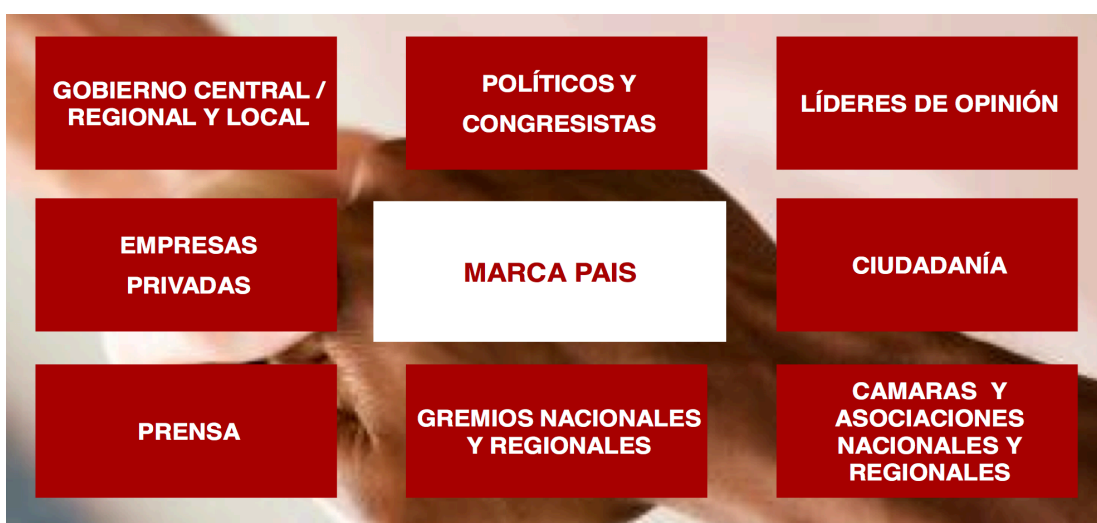 GOBIERNO CENTRAL /
REGIONAL Y LOCAL
POLÍTICOS Y
CONGRESISTAS
LÍDERES DE OPINIÓN
EMPRESAS
PRIVADAS
MARCA PAIS
CIUDADANÍA
PRENSA
GREMIOS NACIONALES
Y REGIONALES
CAMARAS Y
ASOCIACIONES
NACIONALES Y
REGIONALES